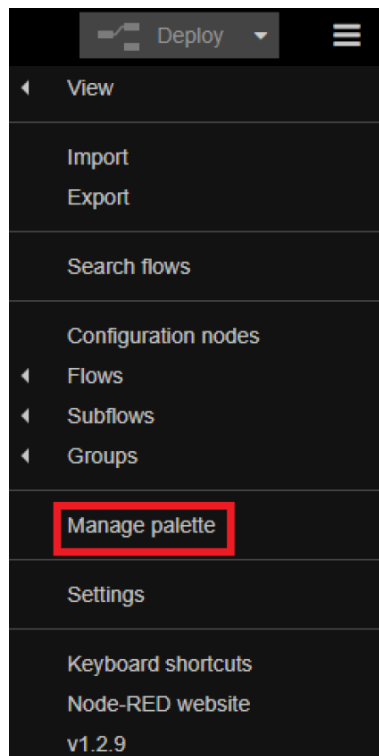 Deploy
View
Import
Export
Search flows
Configuration nodes
Flows
Subflows
Groups
Manage palette
Settings
Keyboard shortcuts
Node-RED website
v1.2.9